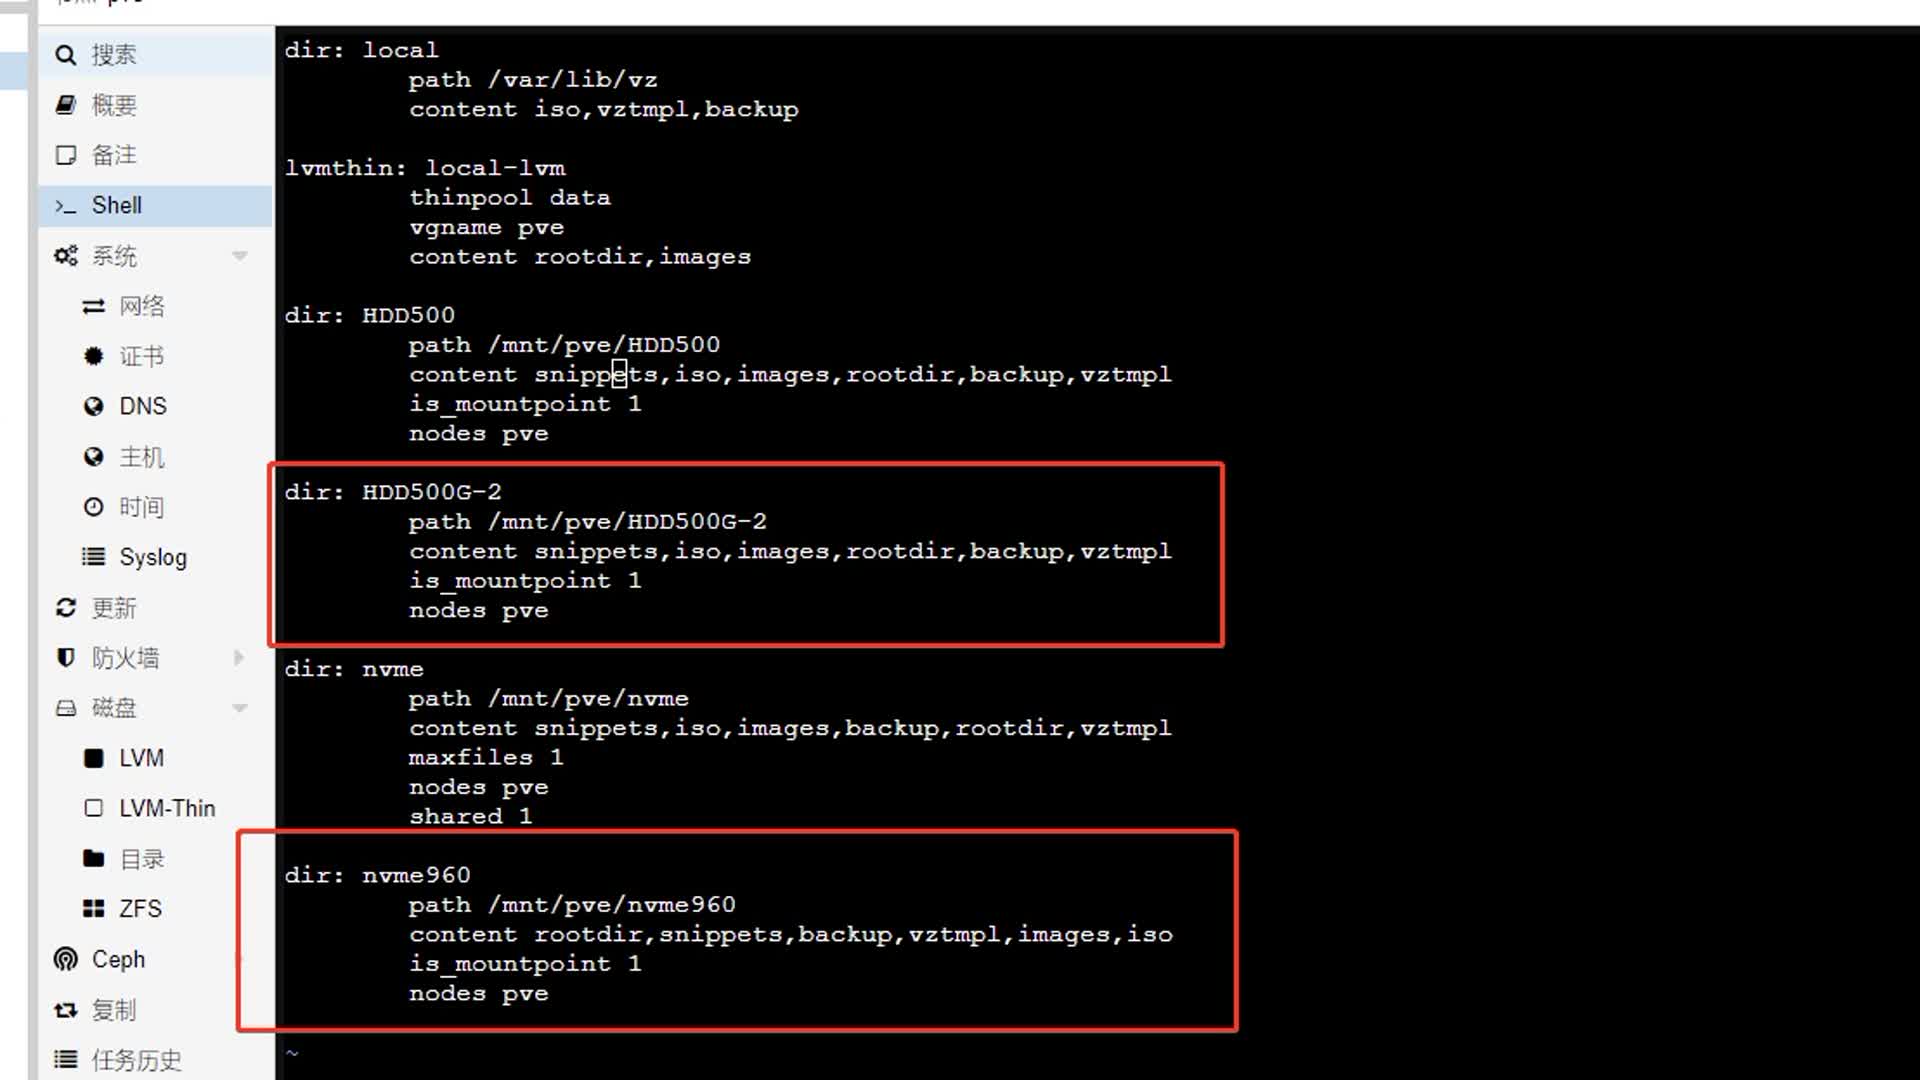 搜索
概要
备注
>_ Shell
系统
网络
证书
DNS
主机
时间
Syslog
更新
防火墙
磁盘
LVM
LVM-Thin
目录
ZFS
Ceph
复制
任务历史
dir: local
path /var/lib/vz
content iso,vztmpl,backup
lvmthin: local-lvm
thinpool data
vgname pve
content rootdir,images
dir: HDD500
path /mnt/pve/HDD500
content snippets,iso,images,rootdir,backup,vztmpl
is_mountpoint 1
nodes pve
dir: HDD500G-2
path /mnt/pve/HDD500G-2
content snippets,iso,images,rootdir,backup,vztmpl
is_mountpoint 1
nodes pve
dir: nvme
path /mnt/pve/nvme
content snippets,iso,images,backup,rootdir,vztmpl
maxfiles 1
nodes pve
shared 1
dir: nvme960
path /mnt/pve/nvme960
content rootdir,snippets,backup,vztmpl,images,iso
is_mountpoint 1
nodes pve
~